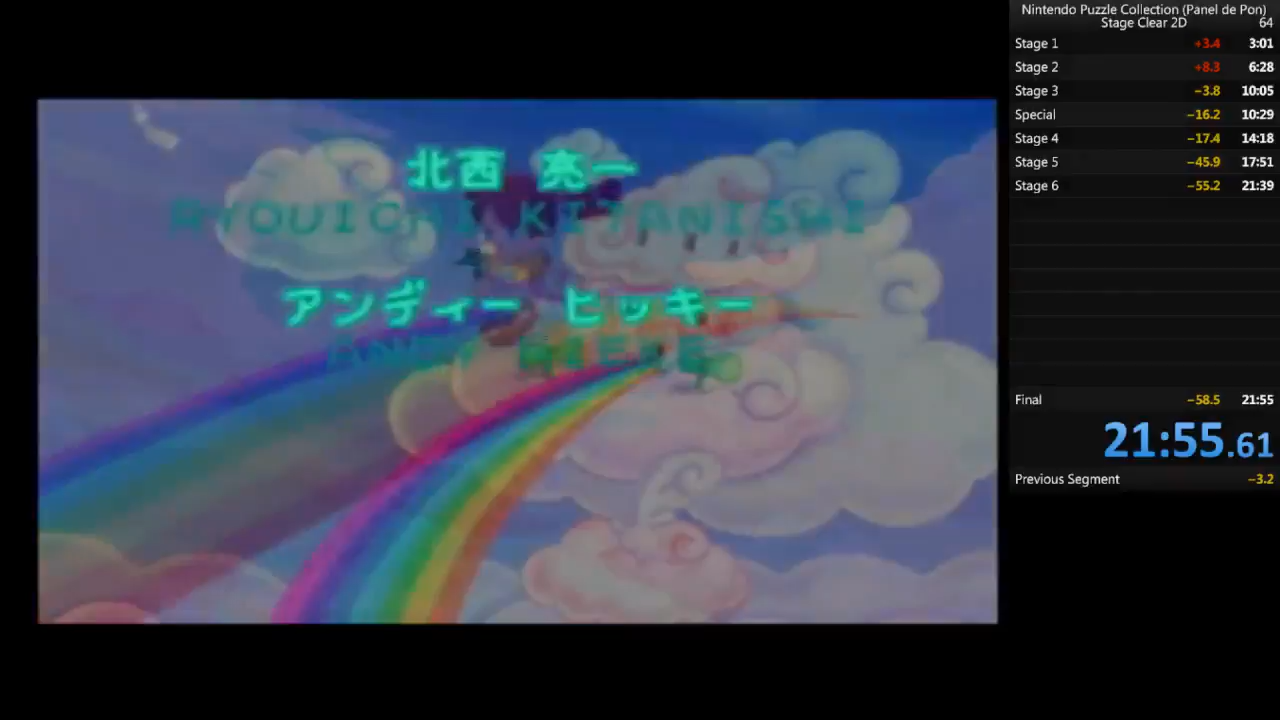 北西 亮一
RYOUICHI KITANISHI
アンディー ヒッキー
Nintendo Puzzle Collection (Panel de Pon)
Stage Clear 2D 64
Stage 1 +3.4 3:01
Stage 2 +8.3 6:28
Stage 3 −3.8 10:05
Special −16.2 10:29
Stage 4 −17.4 14:18
Stage 5 −45.9 17:51
Stage 6 −55.2 21:39
Final −58.5 21:55
21:55.61
Previous Segment −3.2